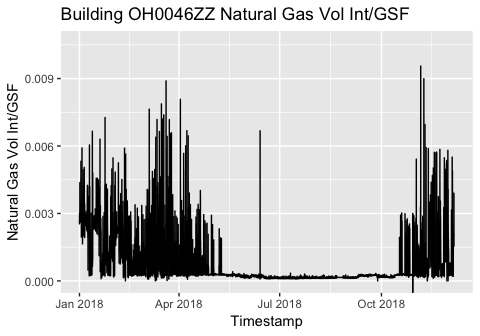 Building OH0046ZZ Natural Gas Vol Int/GSF
Natural Gas Vol Int/GSF
0.009
0.006
0.003
0.000
Jan 2018 Apr 2018 Jul 2018 Oct 2018
Timestamp